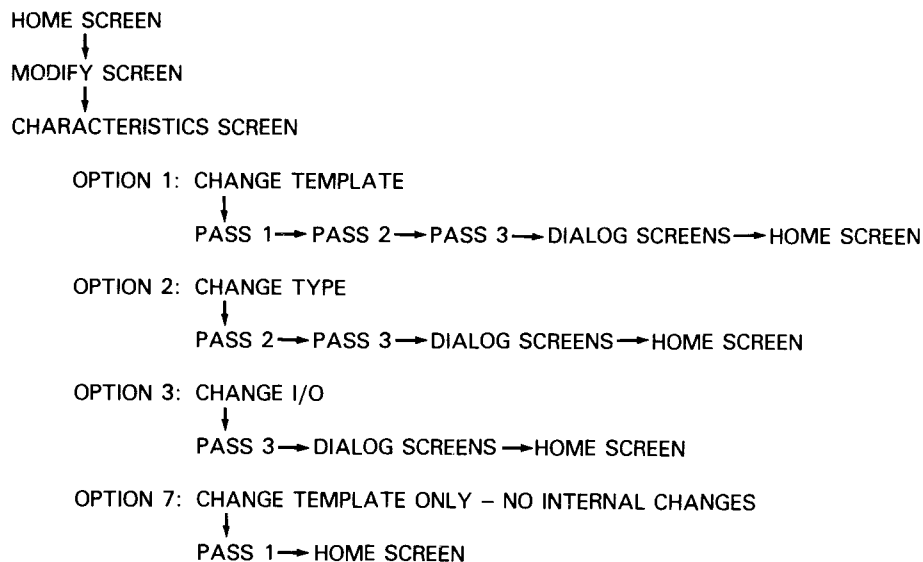 HOME SCREEN
MODIFY SCREEN
CHARACTERISTICS SCREEN
OPTION 1: CHANGE TEMPLATE
PASS 1→PASS 2→PASS 3→DIALOG SCREENS→HOME SCREEN
OPTION 2: CHANGE TYPE
PASS 2→PASS 3→DIALOG SCREENS→HOME SCREEN
OPTION 3: CHANGE I/O
PASS 3→DIALOG SCREENS→HOME SCREEN
OPTION 7: CHANGE TEMPLATE ONLY – NO INTERNAL CHANGES
PASS 1→HOME SCREEN